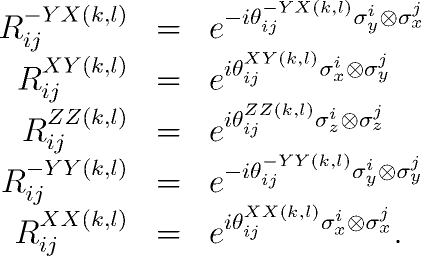 $R_{ij}^{-YX(k,l)} = e^{-i\theta_{ij}^{-YX(k,l)}\sigma_y^i \otimes \sigma_x^j}$
$R_{ij}^{XY(k,l)} = e^{i\theta_{ij}^{XY(k,l)}\sigma_x^i \otimes \sigma_y^j}$
$R_{ij}^{ZZ(k,l)} = e^{i\theta_{ij}^{ZZ(k,l)}\sigma_z^i \otimes \sigma_z^j}$
$R_{ij}^{-YY(k,l)} = e^{-i\theta_{ij}^{-YY(k,l)}\sigma_y^i \otimes \sigma_y^j}$
$R_{ij}^{XX(k,l)} = e^{i\theta_{ij}^{XX(k,l)}\sigma_x^i \otimes \sigma_x^j}.$